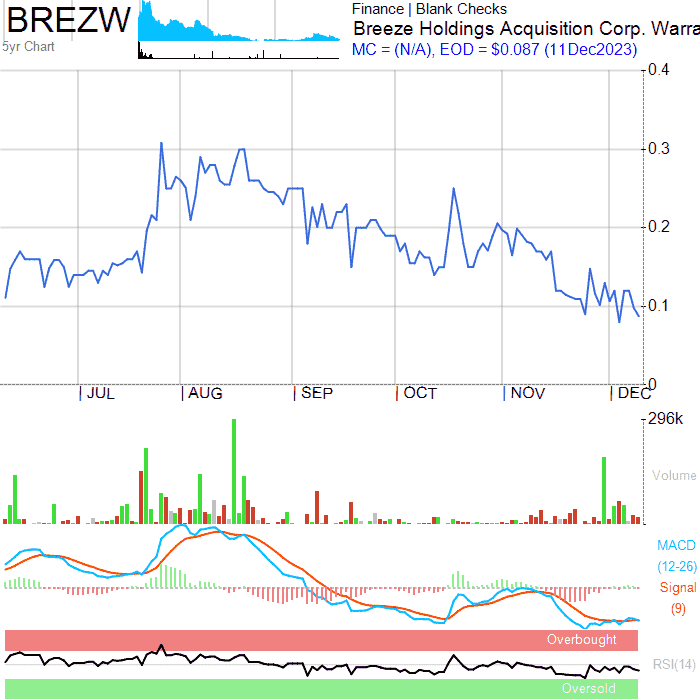 BREZW
5yr Chart
Finance | Blank Checks
Breeze Holdings Acquisition Corp. Warra
MC = (N/A), EOD = $0.087 (11Dec2023)
0.4
0.3
0.2
0.1
0
JUL AUG SEP OCT NOV DEC
296k
Volume
MACD
(12-26)
Signal
(9)
Overbought
RSI(14)
Oversold